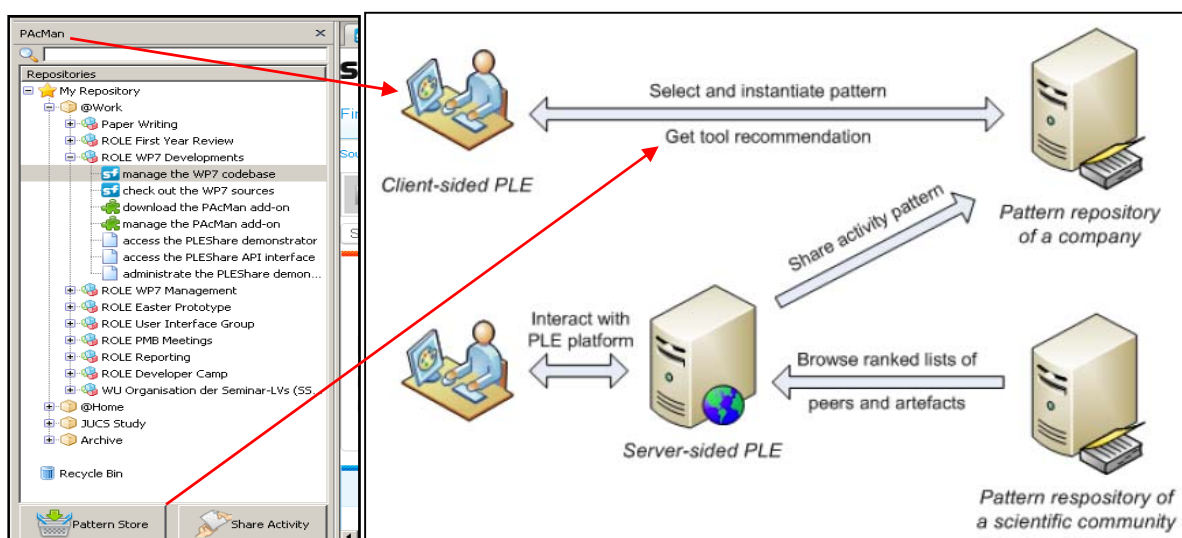 PAcMan
Repositories
My Repository
@Work
Paper Writing
ROLE First Year Review
ROLE WP7 Developments
manage the WP7 codebase
check out the WP7 sources
download the PAcMan add-on
manage the PAcMan add-on
access the PLEShare demonstrator
access the PLEShare API interface
administrate the PLEShare demon...
ROLE WP7 Management
ROLE Easter Prototype
ROLE User Interface Group
ROLE PMB Meetings
ROLE Reporting
ROLE Developer Camp
WU Organisation der Seminar-LVs (SS...
@Home
JUCS Study
Archive
Recycle Bin
Pattern Store
Share Activity
Select and instantiate pattern
Get tool recommendation
Client-sided PLE
Pattern repository
of a company
Share activity pattern
Interact with
PLE platform
Browse ranked lists of
peers and artefacts
Server-sided PLE
Pattern respository of
a scientific community